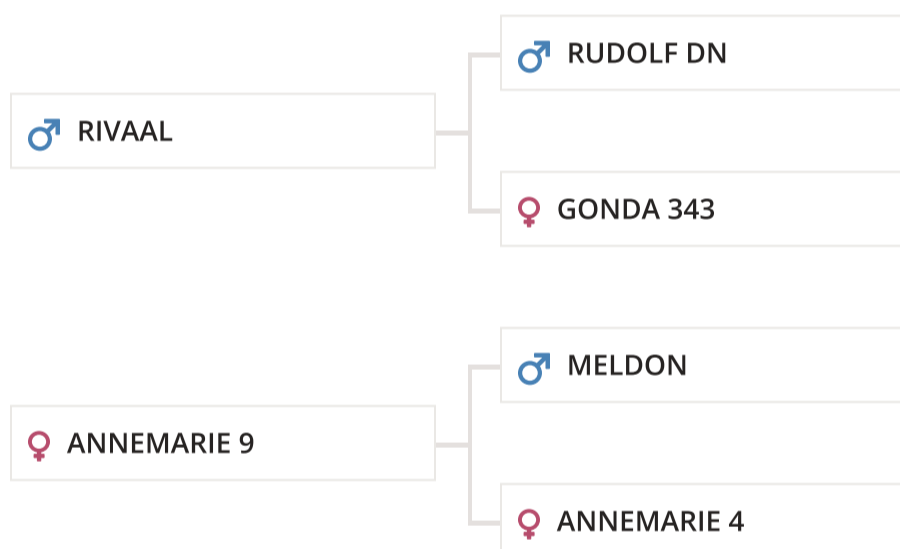 RUDOLF DN
RIVAAL
GONDA 343
MELDON
ANNEMARIE 9
ANNEMARIE 4